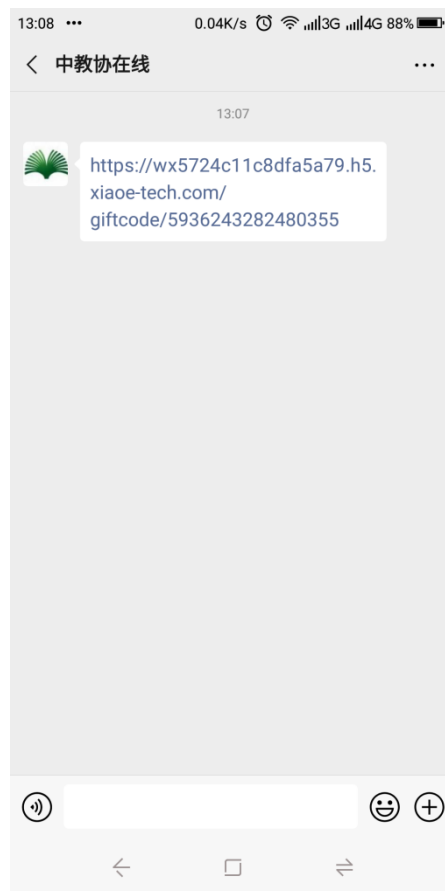 13:08 ••• 0.04K/s 3G 4G 88%
中教协在线 ...
13:07
https://wx5724c11c8dfa5a79.h5.
xiaoe-tech.com/
giftcode/5936243282480355